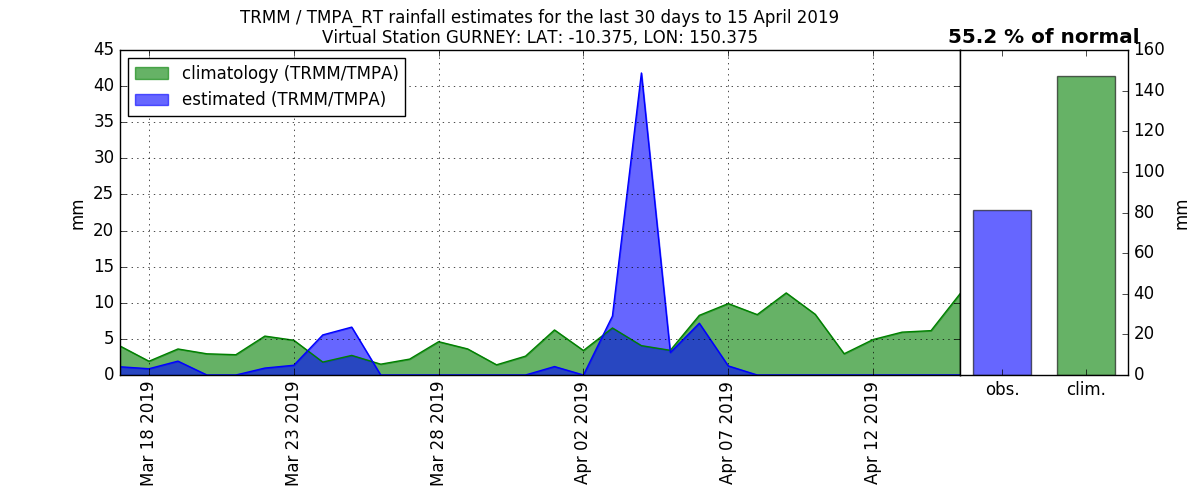 TRMM / TMPA_RT rainfall estimates for the last 30 days to 15 April 2019
Virtual Station GURNEY: LAT: -10.375, LON: 150.375
55.2 % of normal
climatology (TRMM/TMPA)
estimated (TRMM/TMPA)
45
40
35
30
25
20
15
10
5
0
mm
Mar 18 2019
Mar 23 2019
Mar 28 2019
Apr 02 2019
Apr 07 2019
Apr 12 2019
160
140
120
100
80
60
40
20
0
mm
obs.
clim.